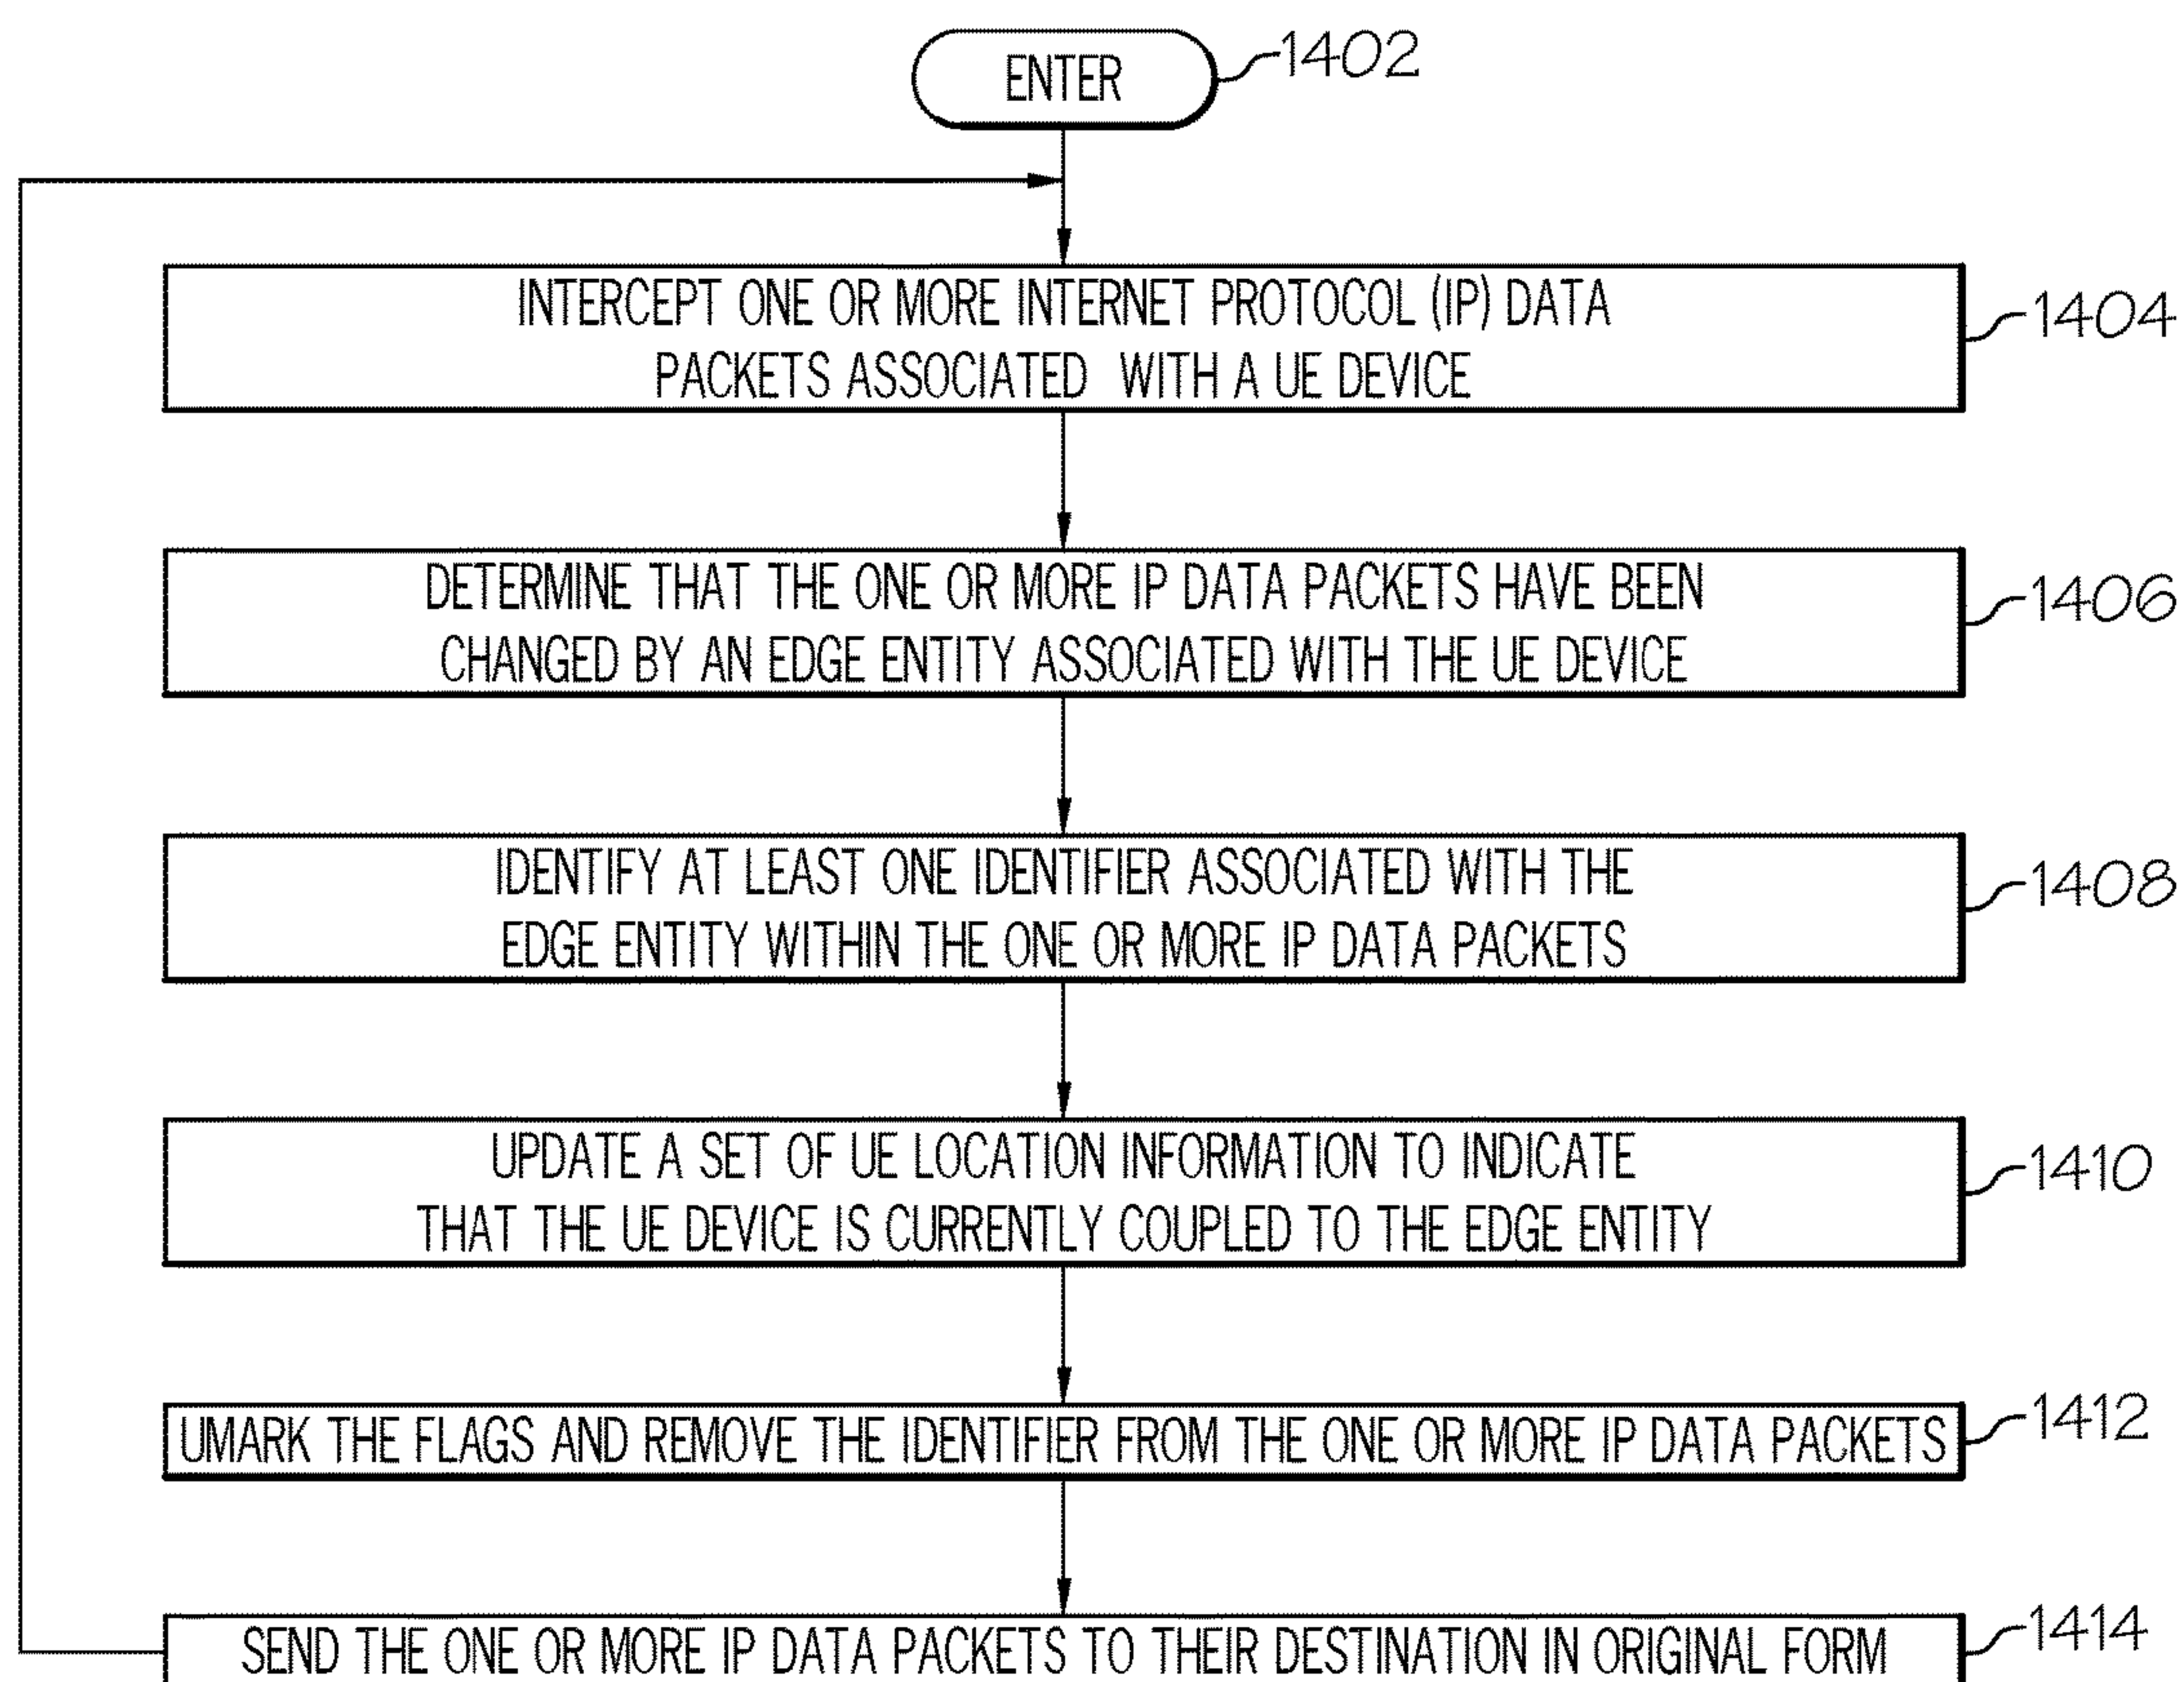 ENTER 1402
INTERCEPT ONE OR MORE INTERNET PROTOCOL (IP) DATA
PACKETS ASSOCIATED WITH A UE DEVICE
1404
DETERMINE THAT THE ONE OR MORE IP DATA PACKETS HAVE BEEN
CHANGED BY AN EDGE ENTITY ASSOCIATED WITH THE UE DEVICE
1406
IDENTIFY AT LEAST ONE IDENTIFIER ASSOCIATED WITH THE
EDGE ENTITY WITHIN THE ONE OR MORE IP DATA PACKETS
1408
UPDATE A SET OF UE LOCATION INFORMATION TO INDICATE
THAT THE UE DEVICE IS CURRENTLY COUPLED TO THE EDGE ENTITY
1410
UMARK THE FLAGS AND REMOVE THE IDENTIFIER FROM THE ONE OR MORE IP DATA PACKETS
1412
SEND THE ONE OR MORE IP DATA PACKETS TO THEIR DESTINATION IN ORIGINAL FORM
1414